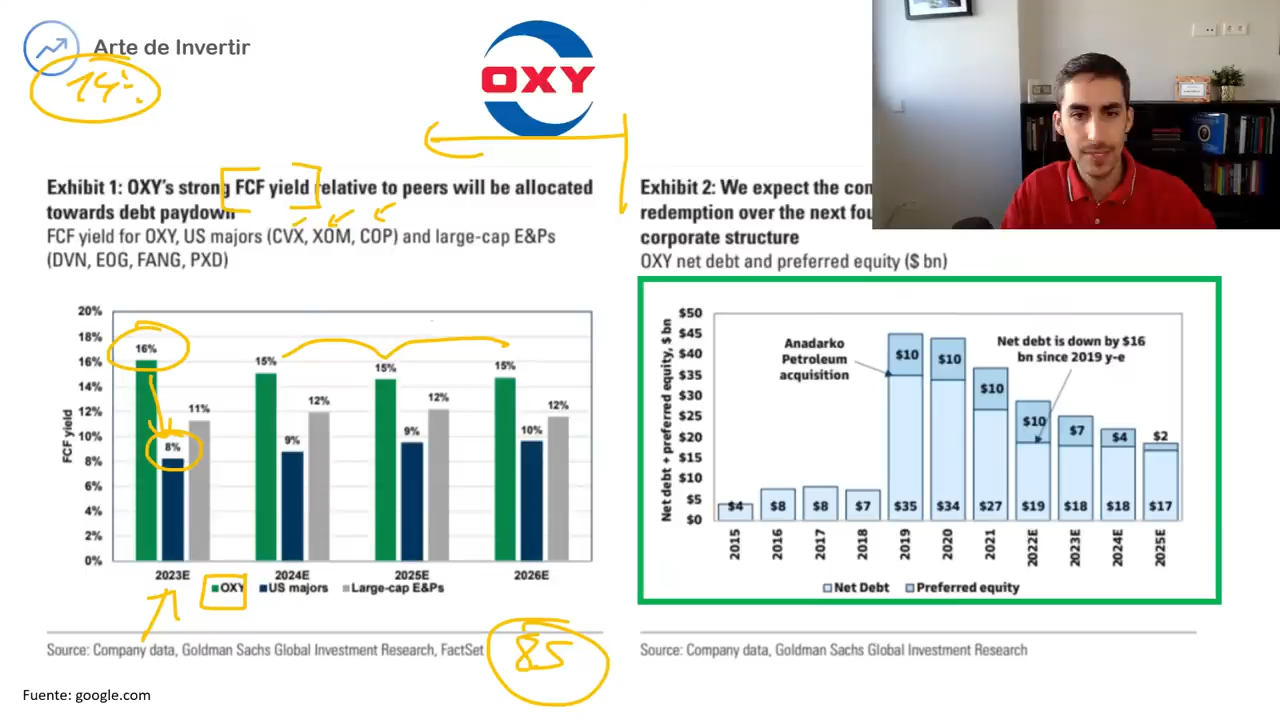 Arte de Invertir
14%
OXY
Exhibit 1: OXY's strong FCF yield relative to peers will be allocated
towards debt paydown
FCF yield for OXY, US majors (CVX, XOM, COP) and large-cap E&Ps
(DVN, EOG, FANG, PXD)
20%
18%
16%
14%
12%
10%
8%
6%
4%
2%
0%
FCF yield
16%
8%
11%
15%
9%
12%
15%
9%
12%
15%
10%
12%
2023E 2024E 2025E 2026E
OXY US majors Large-cap E&Ps
Source: Company data, Goldman Sachs Global Investment Research, FactSet
85
Fuente: google.com
Exhibit 2: We expect the con
redemption over the next fou
corporate structure
OXY net debt and preferred equity ($ bn)
$50
$45
$40
$35
$30
$25
$20
$15
$10
$5
$0
Net debt + preferred equity, $ bn
Anadarko
Petroleum
acquisition
Net debt is down by $16
bn since 2019 y-e
$10 $10 $10 $10 $7 $4 $2
$4 $8 $8 $7 $35 $34 $27 $19 $18 $18 $17
2015 2016 2017 2018 2019 2020 2021 2022E 2023E 2024E 2025E
Net Debt Preferred equity
Source: Company data, Goldman Sachs Global Investment Research